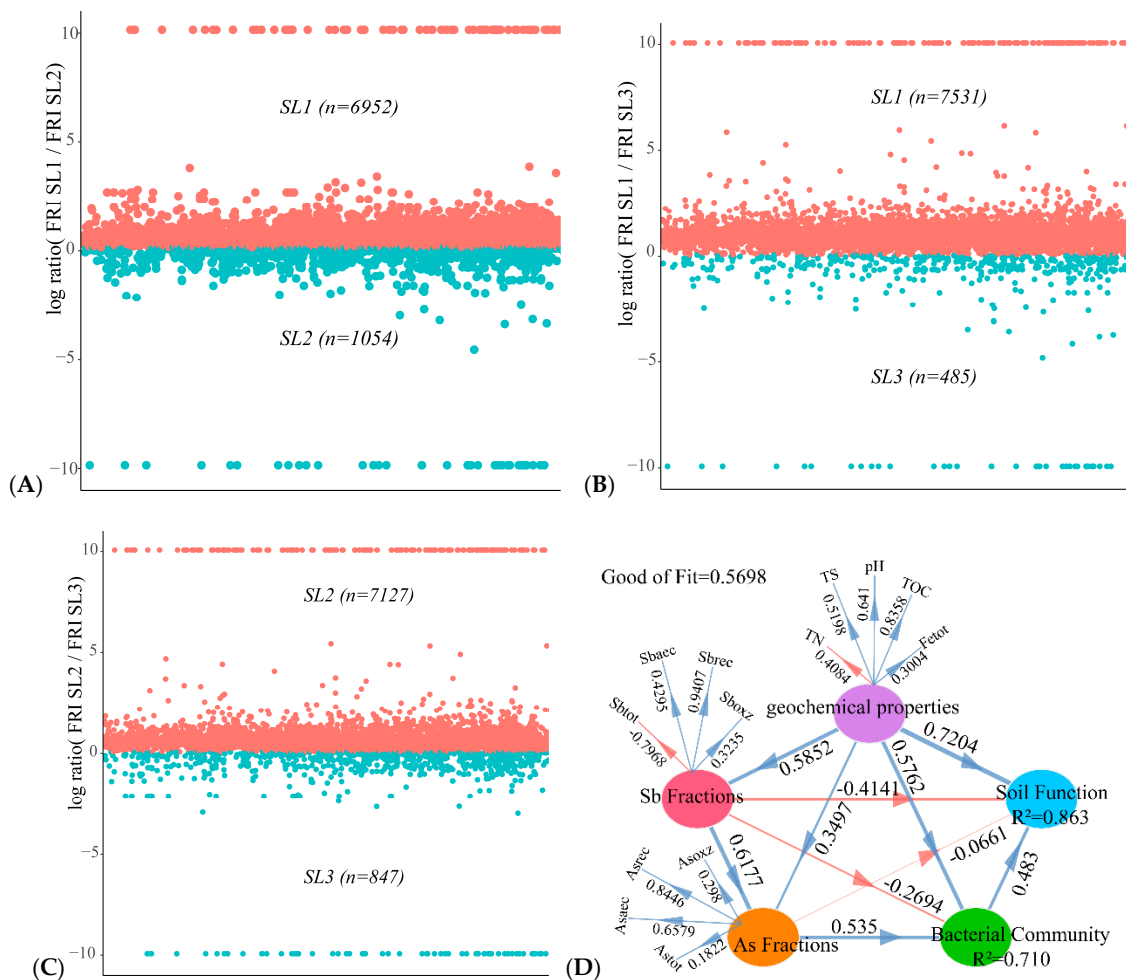 10
5
0
−5
−10
log ratio( FRI SL1 / FRI SL2)
SL1 (n=6952)
SL2 (n=1054)
(A)
10
5
0
−5
−10
log ratio( FRI SL1 / FRI SL3)
SL1 (n=7531)
SL3 (n=485)
(B)
10
5
0
−5
−10
log ratio( FRI SL2 / FRI SL3)
SL2 (n=7127)
SL3 (n=847)
(C)
Good of Fit=0.5698
TN
0.4084
TS
0.5198
pH
0.641
TOC
0.8358
Fetot
0.3004
Sbtot
-0.7968
Sbaec
0.4295
Sbrec
0.9407
Sboxz
0.3235
geochemical properties
0.5852
0.3497
0.5762
0.7204
Sb Fractions
-0.4141
Soil Function
R²=0.863
0.6177
-0.2694
-0.0661
0.483
Asoxz
0.298
Asrec
0.8446
Asaec
0.6579
Astot
0.1822
As Fractions
0.535
Bacterial Community
R²=0.710
(D)